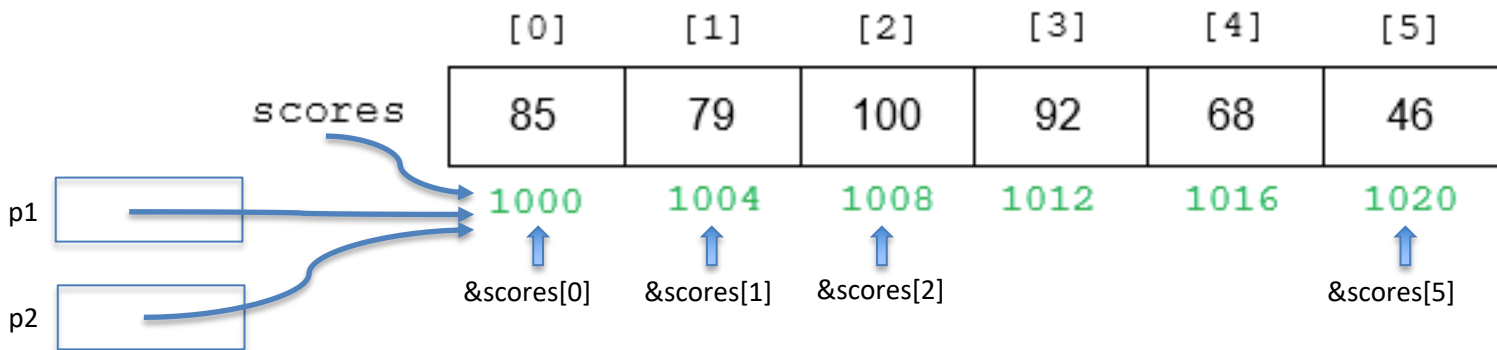 [0] [1] [2] [3] [4] [5]
scores 85 79 100 92 68 46
p1 1000 1004 1008 1012 1016 1020
&scores[0] &scores[1] &scores[2] &scores[5]
p2